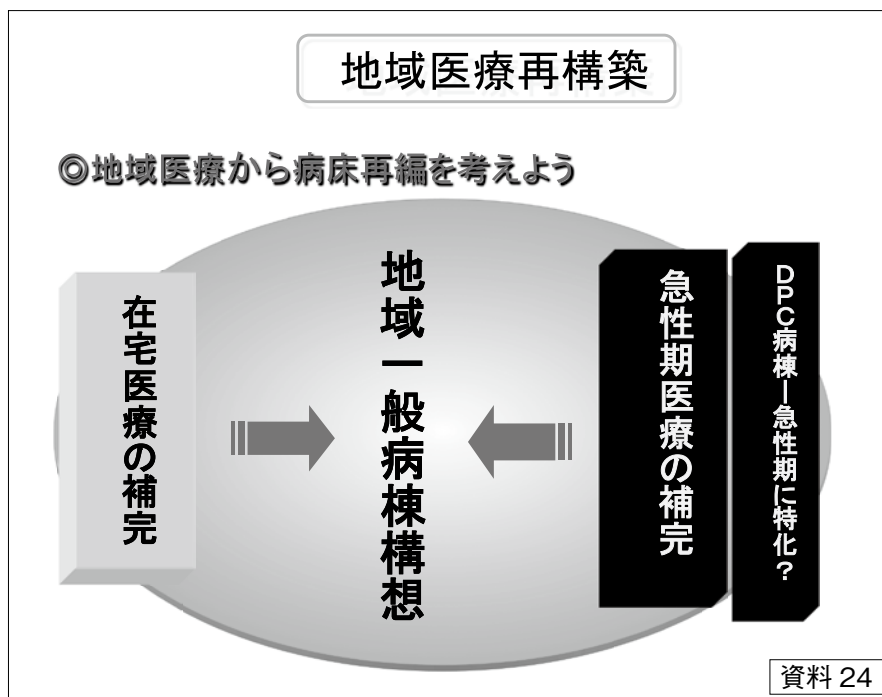 地域医療再構築
◎地域医療から病床再編を考えよう
在宅医療の補完
地域一般病棟構想
急性期医療の補完
DPC病棟―急性期に特化？
資料 24